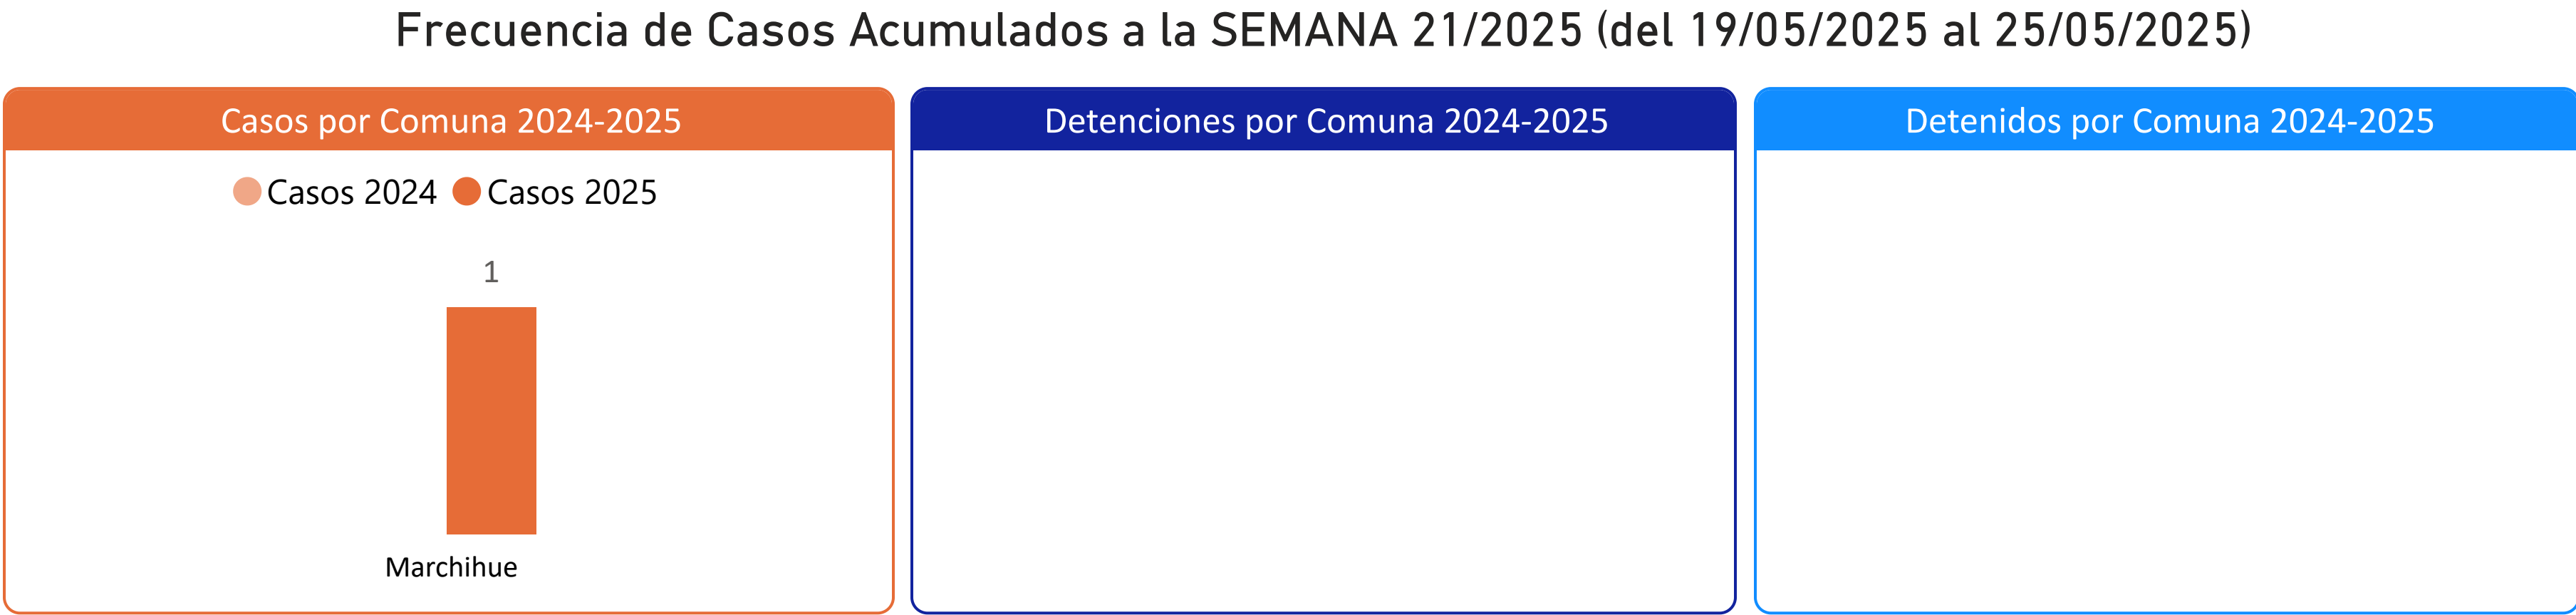 Frecuencia de Casos Acumulados a la SEMANA 21/2025 (del 19/05/2025 al 25/05/2025)
Casos por Comuna 2024-2025
Casos 2024 Casos 2025
1
Marchihue
Detenciones por Comuna 2024-2025
Detenidos por Comuna 2024-2025